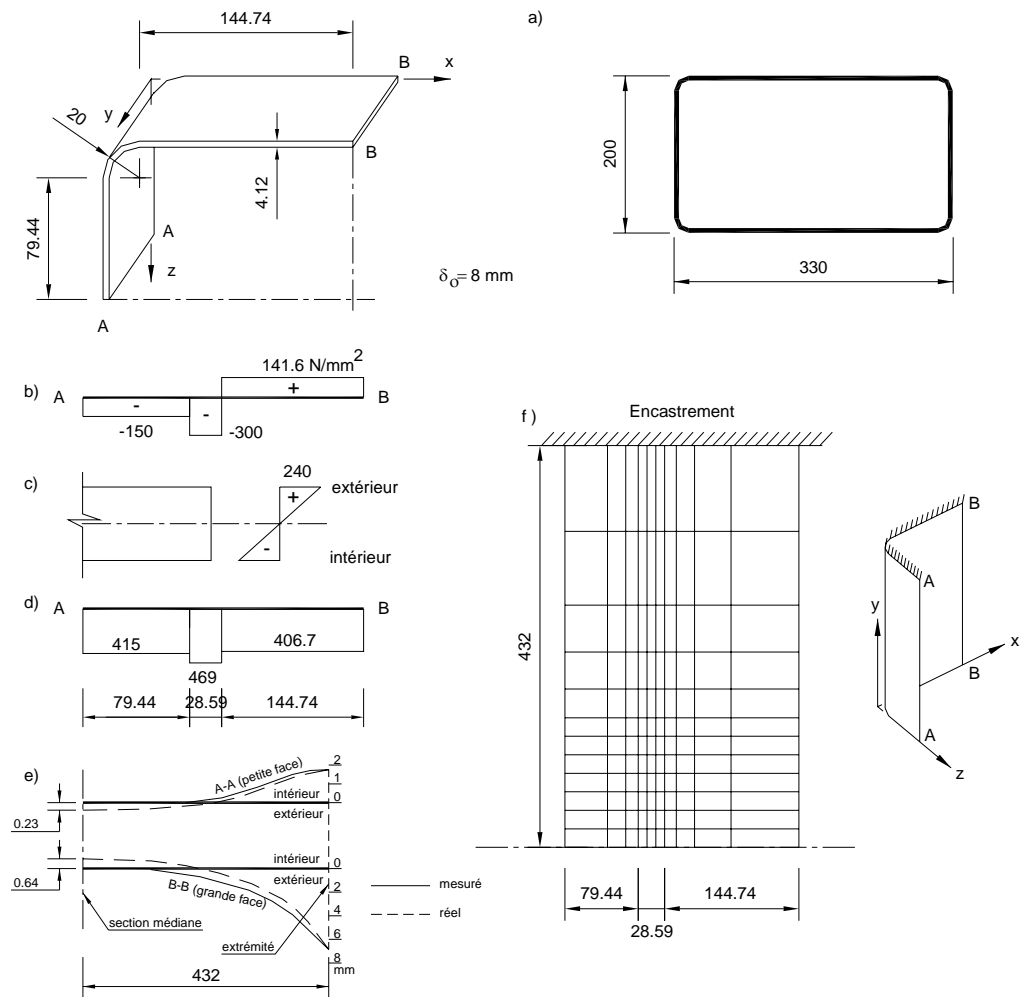 144.74
a)
B
x
20
y
B
4.12
200
79.44
A
z
δo= 8 mm
330
A
b)
A
141.6 N/mm2
B
+
-
-
-150
-300
c)
240
extérieur
+
-
intérieur
d)
A
B
415
406.7
469
79.44
28.59
144.74
e)
A-A (petite face)
2
1
0
intérieur
extérieur
0.23
0.64
intérieur
extérieur
B-B (grande face)
0
2
4
6
8
mm
section médiane
extrémité
432
mesuré
réel
f )
Encastrement
432
79.44
28.59
144.74
B
A
y
x
B
A
z